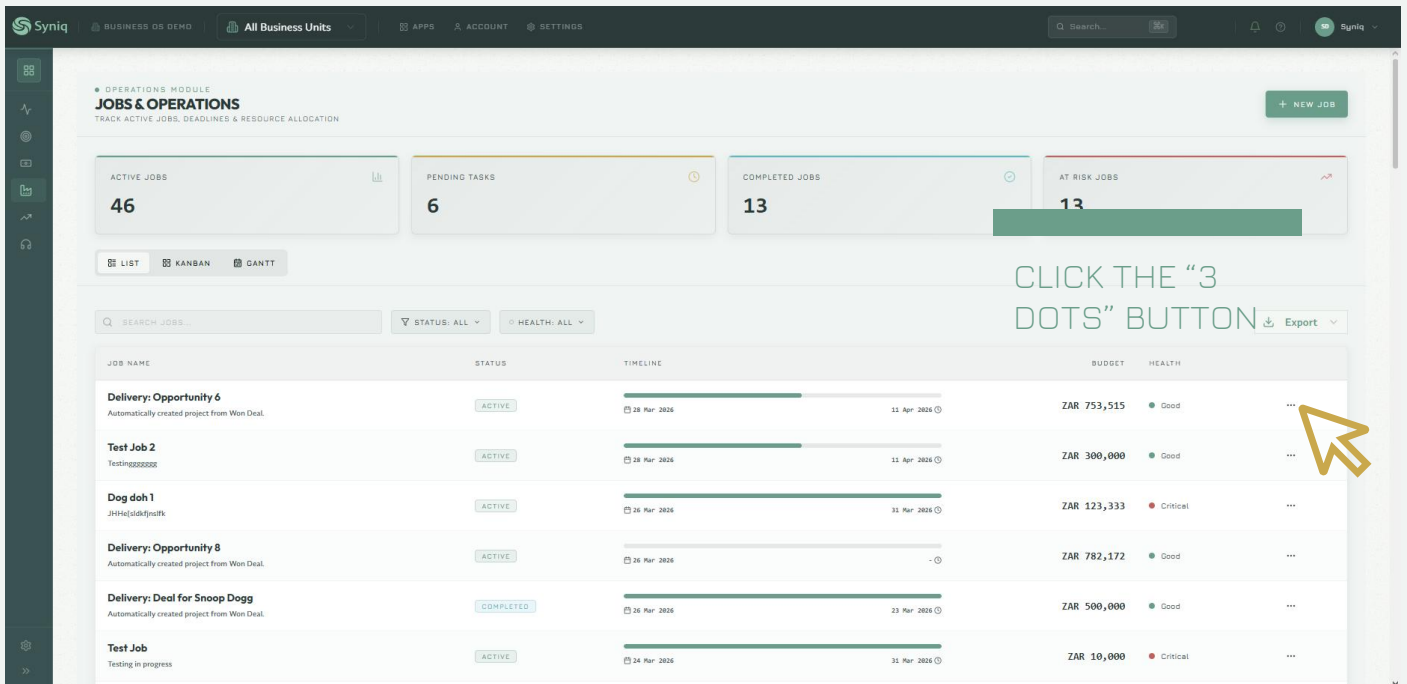 Syniq
BUSINESS OS DEMO
All Business Units
APPS
ACCOUNT
SETTINGS
Search...
⌘K
SD
Syniq
OPERATIONS MODULE
JOBS & OPERATIONS
TRACK ACTIVE JOBS, DEADLINES & RESOURCE ALLOCATION
+ NEW JOB
ACTIVE JOBS
46
PENDING TASKS
6
COMPLETED JOBS
13
AT RISK JOBS
13
LIST
KANBAN
GANTT
CLICK THE “3
DOTS” BUTTON
SEARCH JOBS...
STATUS: ALL
HEALTH: ALL
Export
JOB NAME STATUS TIMELINE BUDGET HEALTH
Delivery: Opportunity 6
Automatically created project from Won Deal.
ACTIVE
28 Mar 2026
11 Apr 2026
ZAR 753,515
Good
Test Job 2
Testinggggggg
ACTIVE
28 Mar 2026
11 Apr 2026
ZAR 300,000
Good
Dog doh 1
ACTIVE
26 Mar 2026
31 Mar 2026
ZAR 123,333
Critical
Delivery: Opportunity 8
Automatically created project from Won Deal.
ACTIVE
26 Mar 2026
-
ZAR 782,172
Good
Delivery: Deal for Snoop Dogg
Automatically created project from Won Deal.
COMPLETED
26 Mar 2026
23 Mar 2026
ZAR 500,000
Good
Test Job
Testing in progress
ACTIVE
24 Mar 2026
31 Mar 2026
ZAR 10,000
Critical